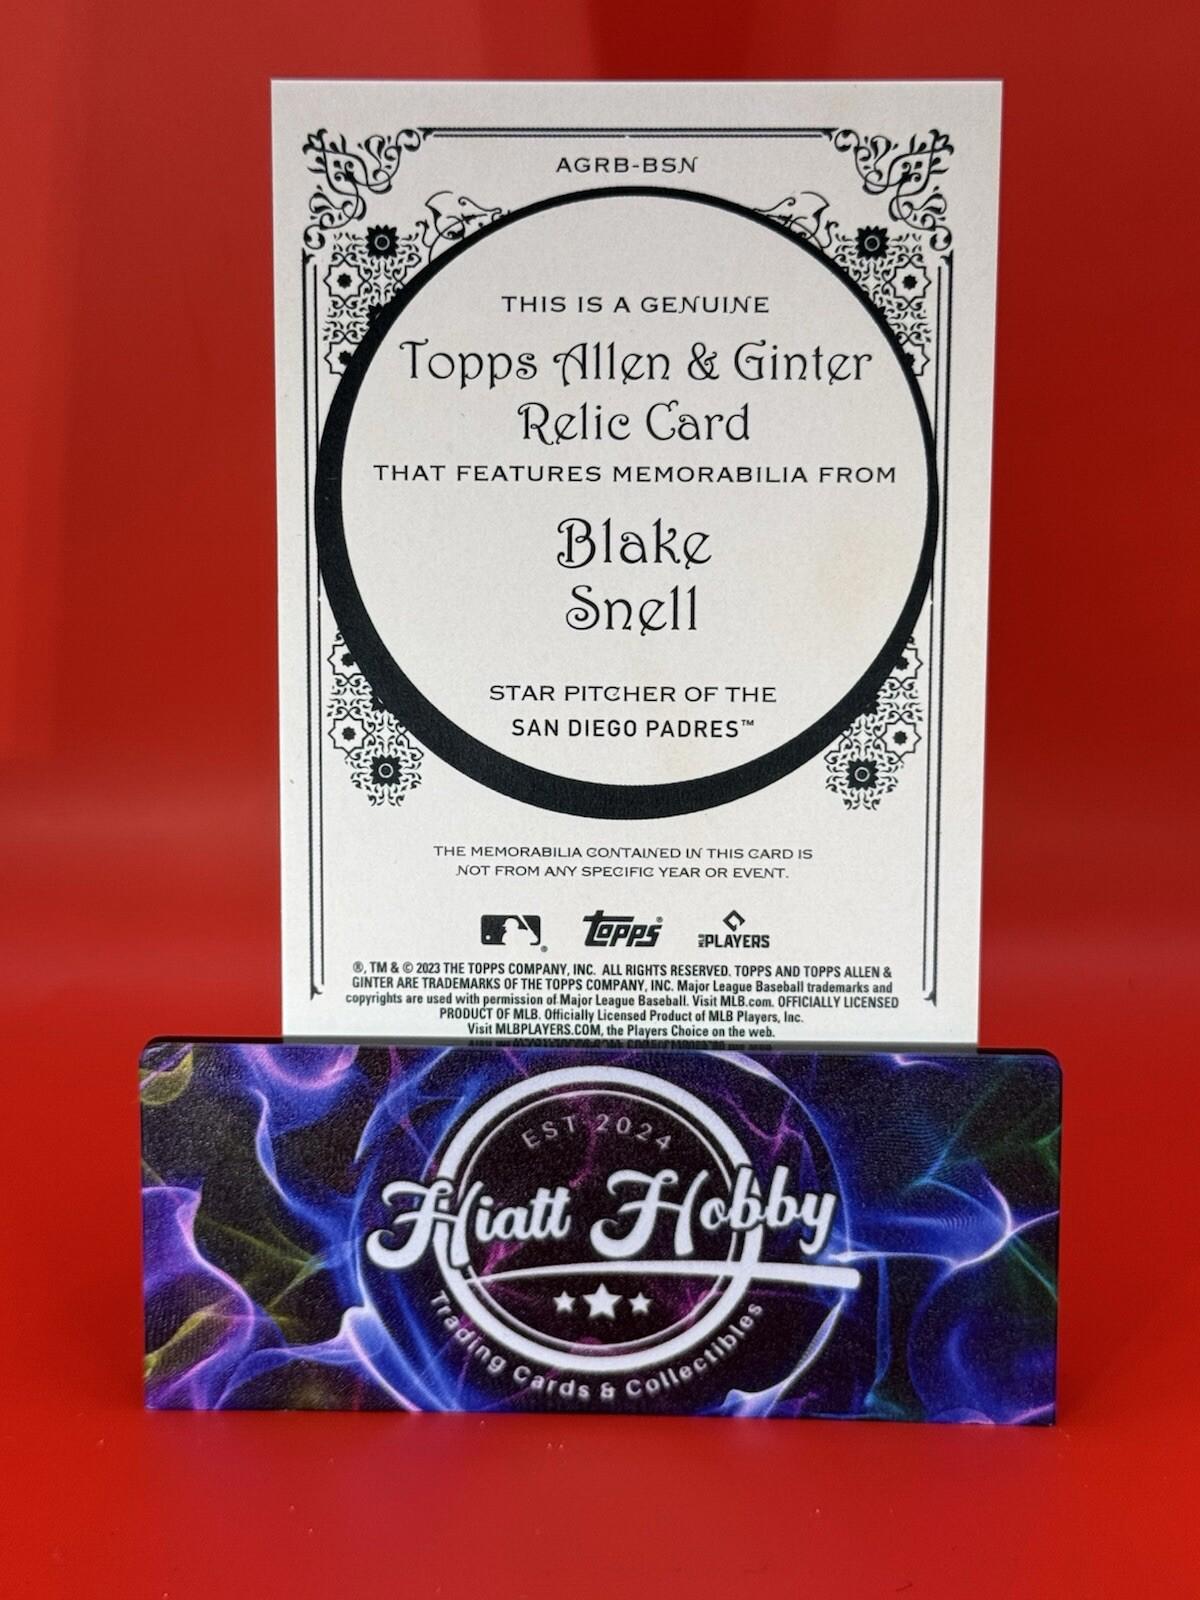 AGRB-BSN
THIS IS A GENUINE
Topps Allen & Ginter
Relic Card
THAT FEATURES MEMORABILIA FROM
Blake
Snell
STAR PITCHER OF THE
SAN DIEGO PADRES™
THE MEMORABILIA CONTAINED IN THIS CARD IS
NOT FROM ANY SPECIFIC YEAR OR EVENT.
® Topps® MLB PLAYERS
®, TM & © 2023 THE TOPPS COMPANY, INC. ALL RIGHTS RESERVED. TOPPS AND TOPPS ALLEN &
GINTER ARE TRADEMARKS OF THE TOPPS COMPANY, INC. Major League Baseball trademarks and
copyrights are used with permission of Major League Baseball. Visit MLB.com. OFFICIALLY LICENSED
PRODUCT OF MLB. Officially Licensed Product of MLB Players, Inc.
Visit MLBPLAYERS.COM, the Players Choice on the web.
EST 2024
Hiatt Hobby
Trading Cards & Collectibles